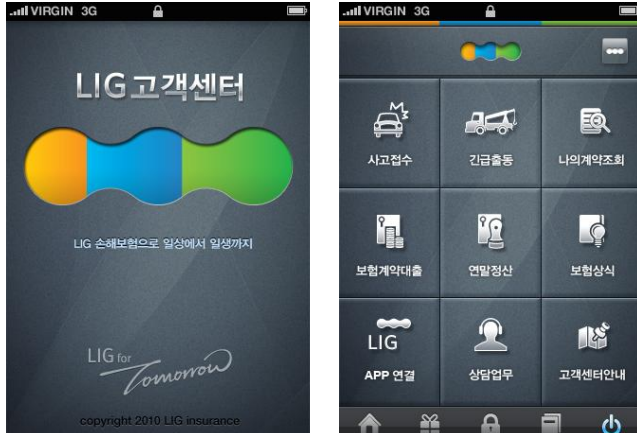 VIRGIN 3G
LIG고객센터
LIG 손해보험으로 일상에서 일생까지
LIG for
Tomorrow
copyright 2010 LIG insurance
VIRGIN 3G
사고접수
긴급출동
나의계약조회
보험계약대출
연말정산
보험상식
LIG
APP 연결
상담업무
고객센터안내